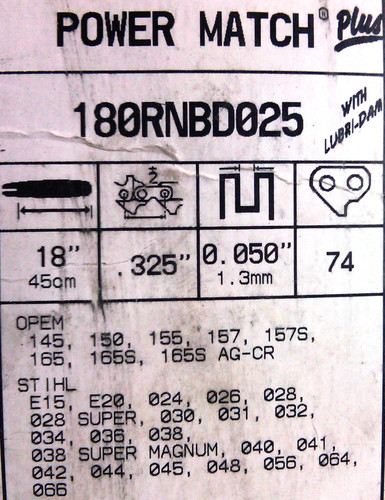 POWER MATCH® Plus
180RNBD025
WITH
LUBRI-DAM
÷2
18" .325" 0.050" 74
45cm 1.3mm
OPEM
145, 150, 155, 157, 157S,
165, 165S, 165S AG-CR
STIHL
E15, E20, 024, 026, 028,
028 SUPER, 030, 031, 032,
034, 036, 038,
038 SUPER MAGNUM, 040, 041,
042, 044, 045, 048, 056, 064,
066